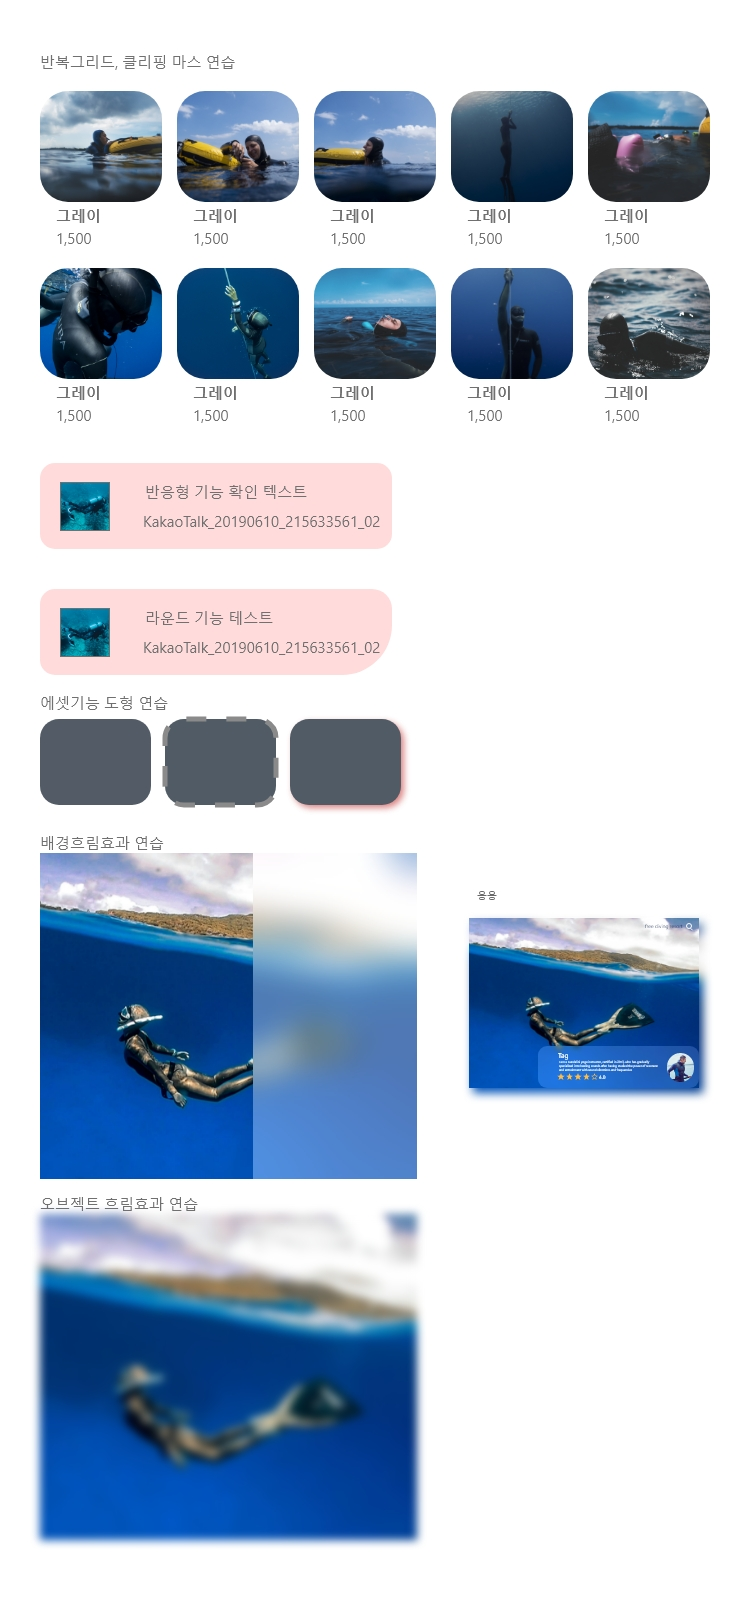 반복그리드, 클리핑 마스 연습
그레이 그레이 그레이 그레이 그레이
1,500 1,500 1,500 1,500 1,500
그레이 그레이 그레이 그레이 그레이
1,500 1,500 1,500 1,500 1,500
반응형 기능 확인 텍스트
KakaoTalk_20190610_215633561_02
라운드 기능 테스트
KakaoTalk_20190610_215633561_02
에셋기능 도형 연습
배경흐림효과 연습
응용
free diving
Tag
4.0
오브젝트 흐림효과 연습